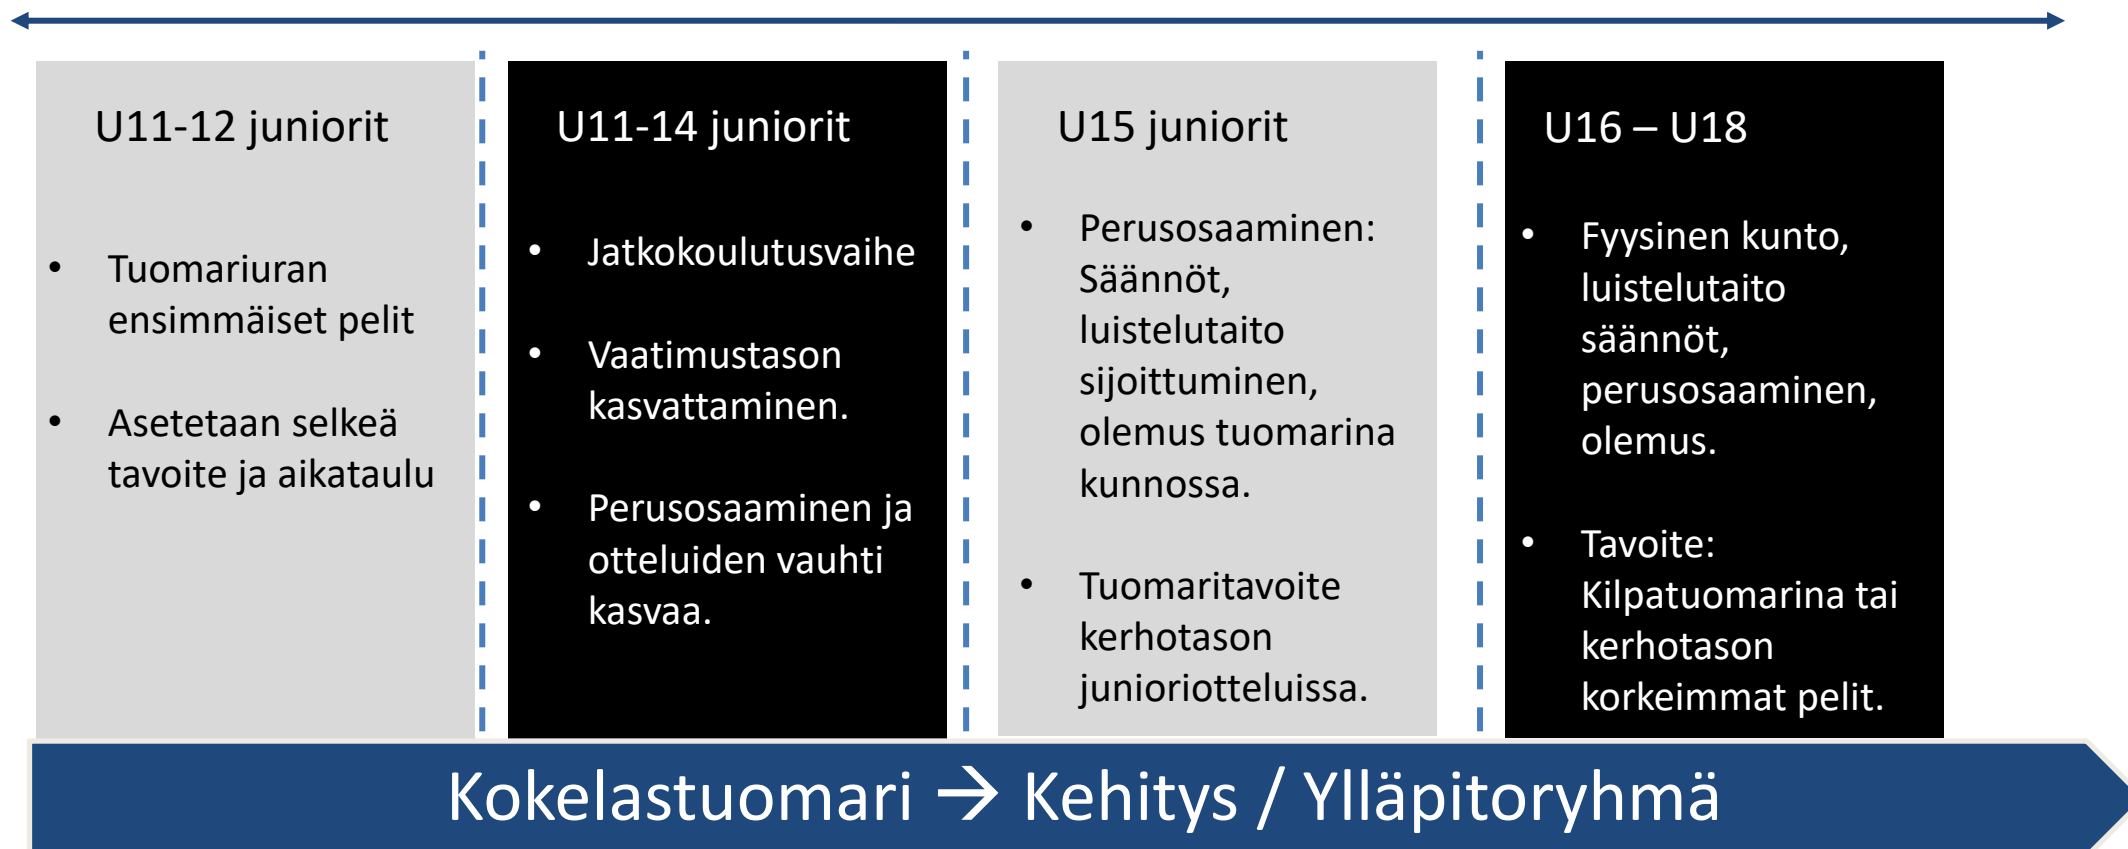 U11-12 juniorit
• Tuomariuran
ensimmäiset pelit
• Asetetaan selkeä
tavoite ja aikataulu
U11-14 juniorit
• Jatkokoulutusvaihe
• Vaatimustason
kasvattaminen.
• Perusosaaminen ja
otteluiden vauhti
kasvaa.
U15 juniorit
• Perusosaaminen:
Säännöt,
luistelutaito
sijoittuminen,
olemus tuomarina
kunnossa.
• Tuomaritavoite
kerhotason
junioriotteluissa.
U16 – U18
• Fyysinen kunto,
luistelutaito
säännöt,
perusosaaminen,
olemus.
• Tavoite:
Kilpatuomarina tai
kerhotason
korkeimmat pelit.
Kokelastuomari → Kehitys / Ylläpitoryhmä